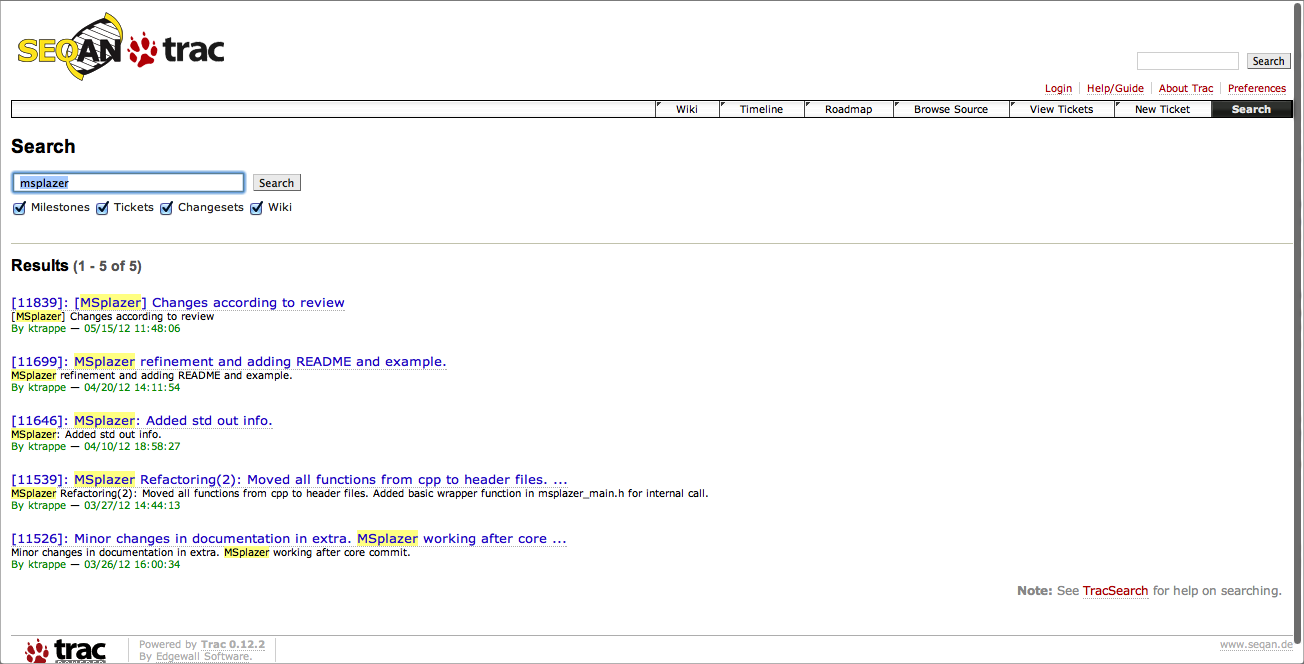 SEQAN trac
Search
Login Help/Guide About Trac Preferences
Wiki Timeline Roadmap Browse Source View Tickets New Ticket Search
Search
msplazer Search
Milestones Tickets Changesets Wiki
Results (1 - 5 of 5)
[11839]: [MSplazer] Changes according to review
[MSplazer] Changes according to review
By ktrappe — 05/15/12 11:48:06
[11699]: MSplazer refinement and adding README and example.
MSplazer refinement and adding README and example.
By ktrappe — 04/20/12 14:11:54
[11646]: MSplazer: Added std out info.
MSplazer: Added std out info.
By ktrappe — 04/10/12 18:58:27
[11539]: MSplazer Refactoring(2): Moved all functions from cpp to header files. ...
MSplazer Refactoring(2): Moved all functions from cpp to header files. Added basic wrapper function in msplazer_main.h for internal call.
By ktrappe — 03/27/12 14:44:13
[11526]: Minor changes in documentation in extra. MSplazer working after core ...
Minor changes in documentation in extra. MSplazer working after core commit.
By ktrappe — 03/26/12 16:00:34
Note: See TracSearch for help on searching.
trac
POWERED
Powered by Trac 0.12.2
By Edgewall Software.
www.seqan.de